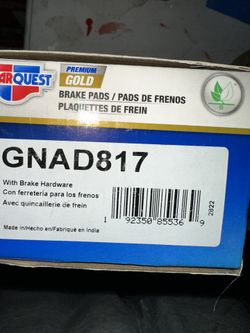 ARQUEST
PREMIUM
GOLD
BRAKE PADS / PADS DE FRENOS
PLAQUETTES DE FREIN
GNAD817
With Brake Hardware
Con ferretería para los frenos
Avec quincaillerie de frein
Made in/Hecho en/Fabriqué en India
1 92350 85536 9
2822